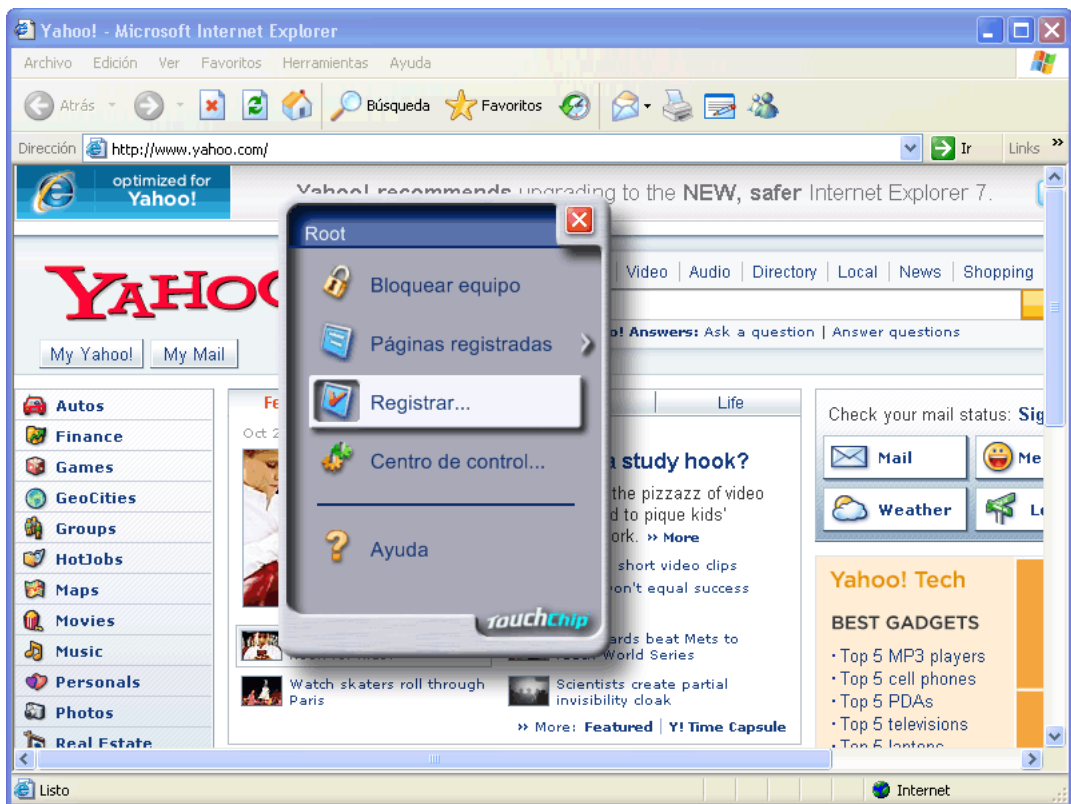 Yahoo! - Microsoft Internet Explorer
Archivo Edición Ver Favoritos Herramientas Ayuda
Atrás Búsqueda Favoritos
Dirección http://www.yahoo.com/ Ir Links »
optimized for
Yahoo!
Yahoo! recommends upgrading to the NEW, safer Internet Explorer 7.
Root
YAHO
Video | Audio | Directory | Local | News | Shopping
Answers: Ask a question | Answer questions
My Yahoo! My Mail
Bloquear equipo
Páginas registradas
Registrar...
Centro de control...
Ayuda
TouchChip
Autos
Finance
Games
GeoCities
Groups
HotJobs
Maps
Movies
Music
Personals
Photos
Real Estate
Oct
Life
study hook?
the pizzazz of video
to pique kids'
» More
short video clips
equal success
beat Mets to
World Series
Watch skaters roll through
Paris
Scientists create partial
invisibility cloak
» More: Featured | Y! Time Capsule
Check your mail status:
Mail
Weather
Yahoo! Tech
BEST GADGETS
· Top 5 MP3 players
· Top 5 cell phones
· Top 5 PDAs
· Top 5 televisions
· Top 5 laptops
Listo Internet